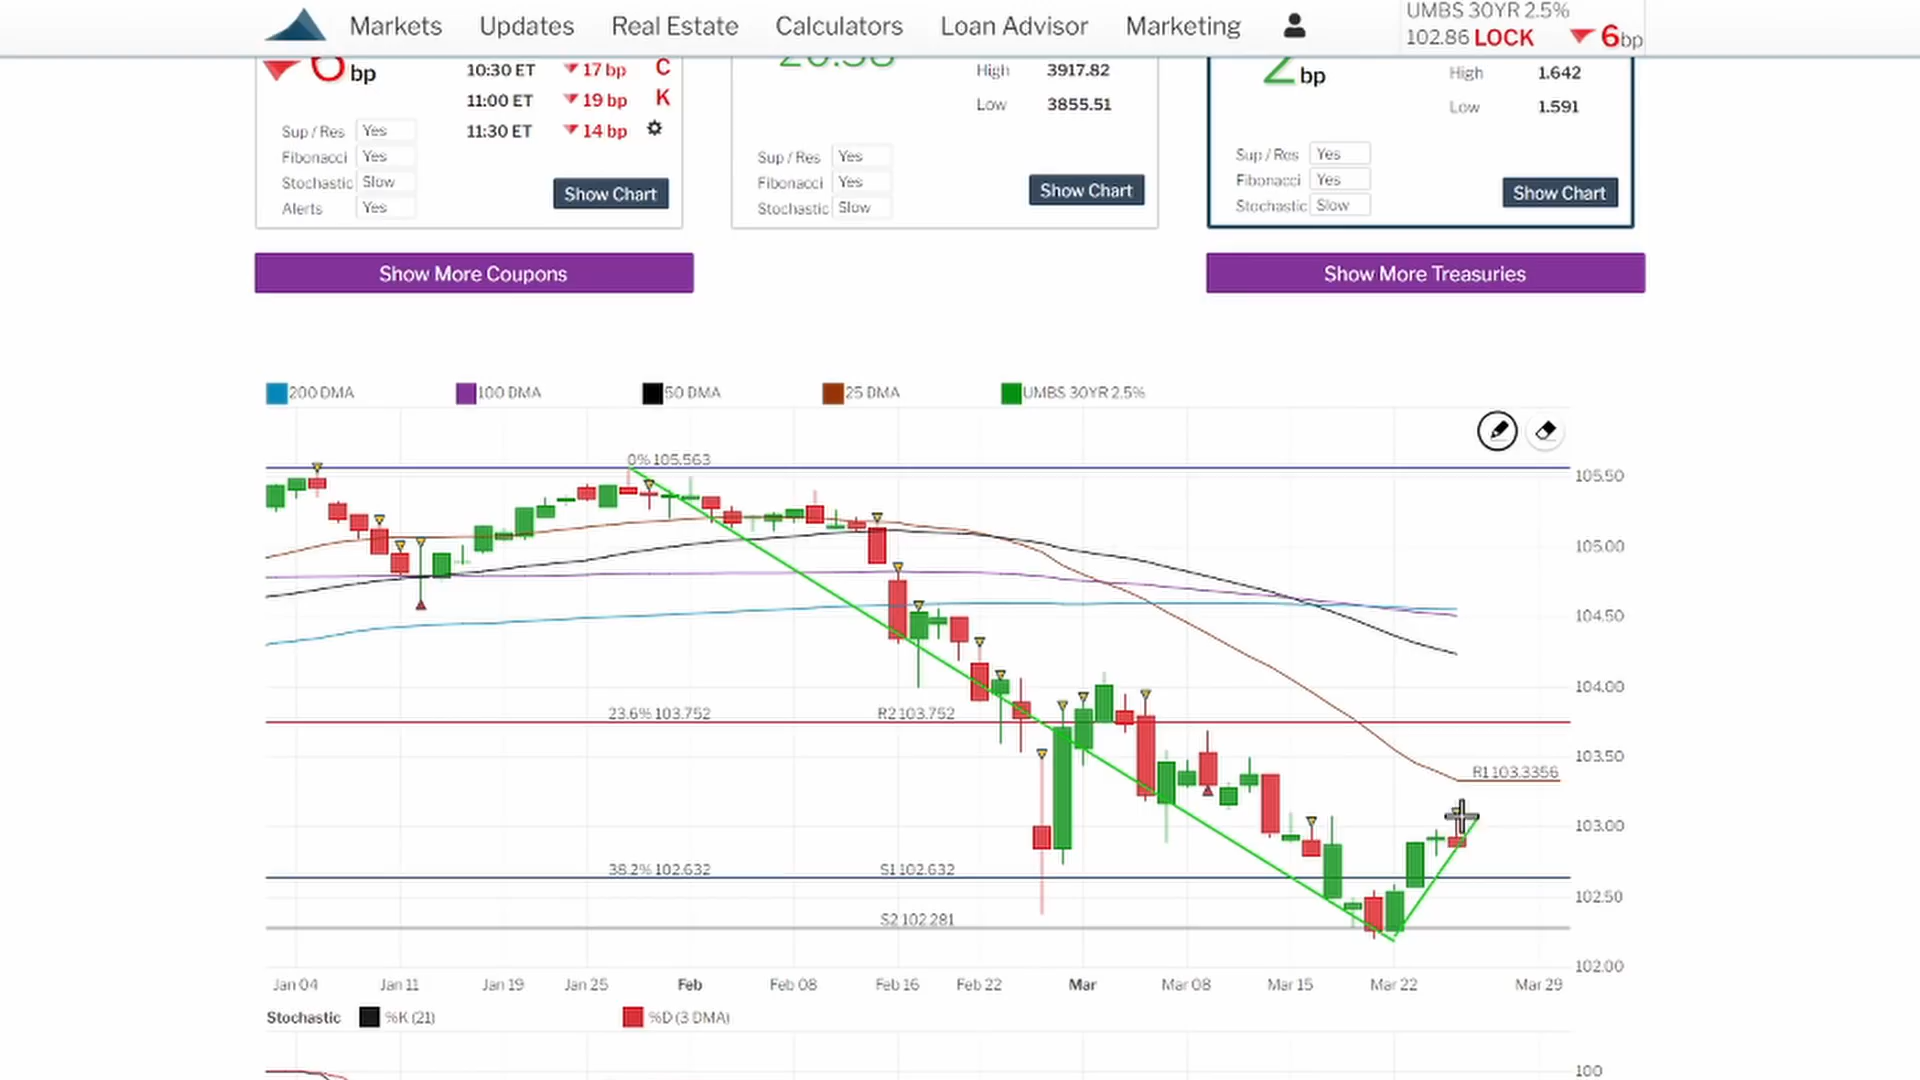 Markets Updates Real Estate Calculators Loan Advisor Marketing
UMBS 30YR 2.5%
102.86 LOCK 6bp
6 bp
10:30 ET 17 bp C
11:00 ET 19 bp K
11:30 ET 14 bp
Sup / Res Yes
Fibonacci Yes
Stochastic Slow
Alerts Yes
Show Chart
High 3917.82
Low 3855.51
Sup / Res Yes
Fibonacci Yes
Stochastic Slow
Show Chart
2 bp
High 1.642
Low 1.591
Sup / Res Yes
Fibonacci Yes
Stochastic Slow
Show Chart
Show More Coupons
Show More Treasuries
200 DMA 100 DMA 50 DMA 25 DMA UMBS 30YR 2.5%
0% 105.563
105.50
105.00
104.50
104.00
23.6% 103.752 R2 103.752
103.50
R1 103.3356
103.00
38.2% 102.632 S1 102.632
102.50
S2 102.281
102.00
Jan 04 Jan 11 Jan 19 Jan 25 Feb Feb 08 Feb 16 Feb 22 Mar Mar 08 Mar 15 Mar 22 Mar 29
Stochastic %K (21) %D (3 DMA)
100